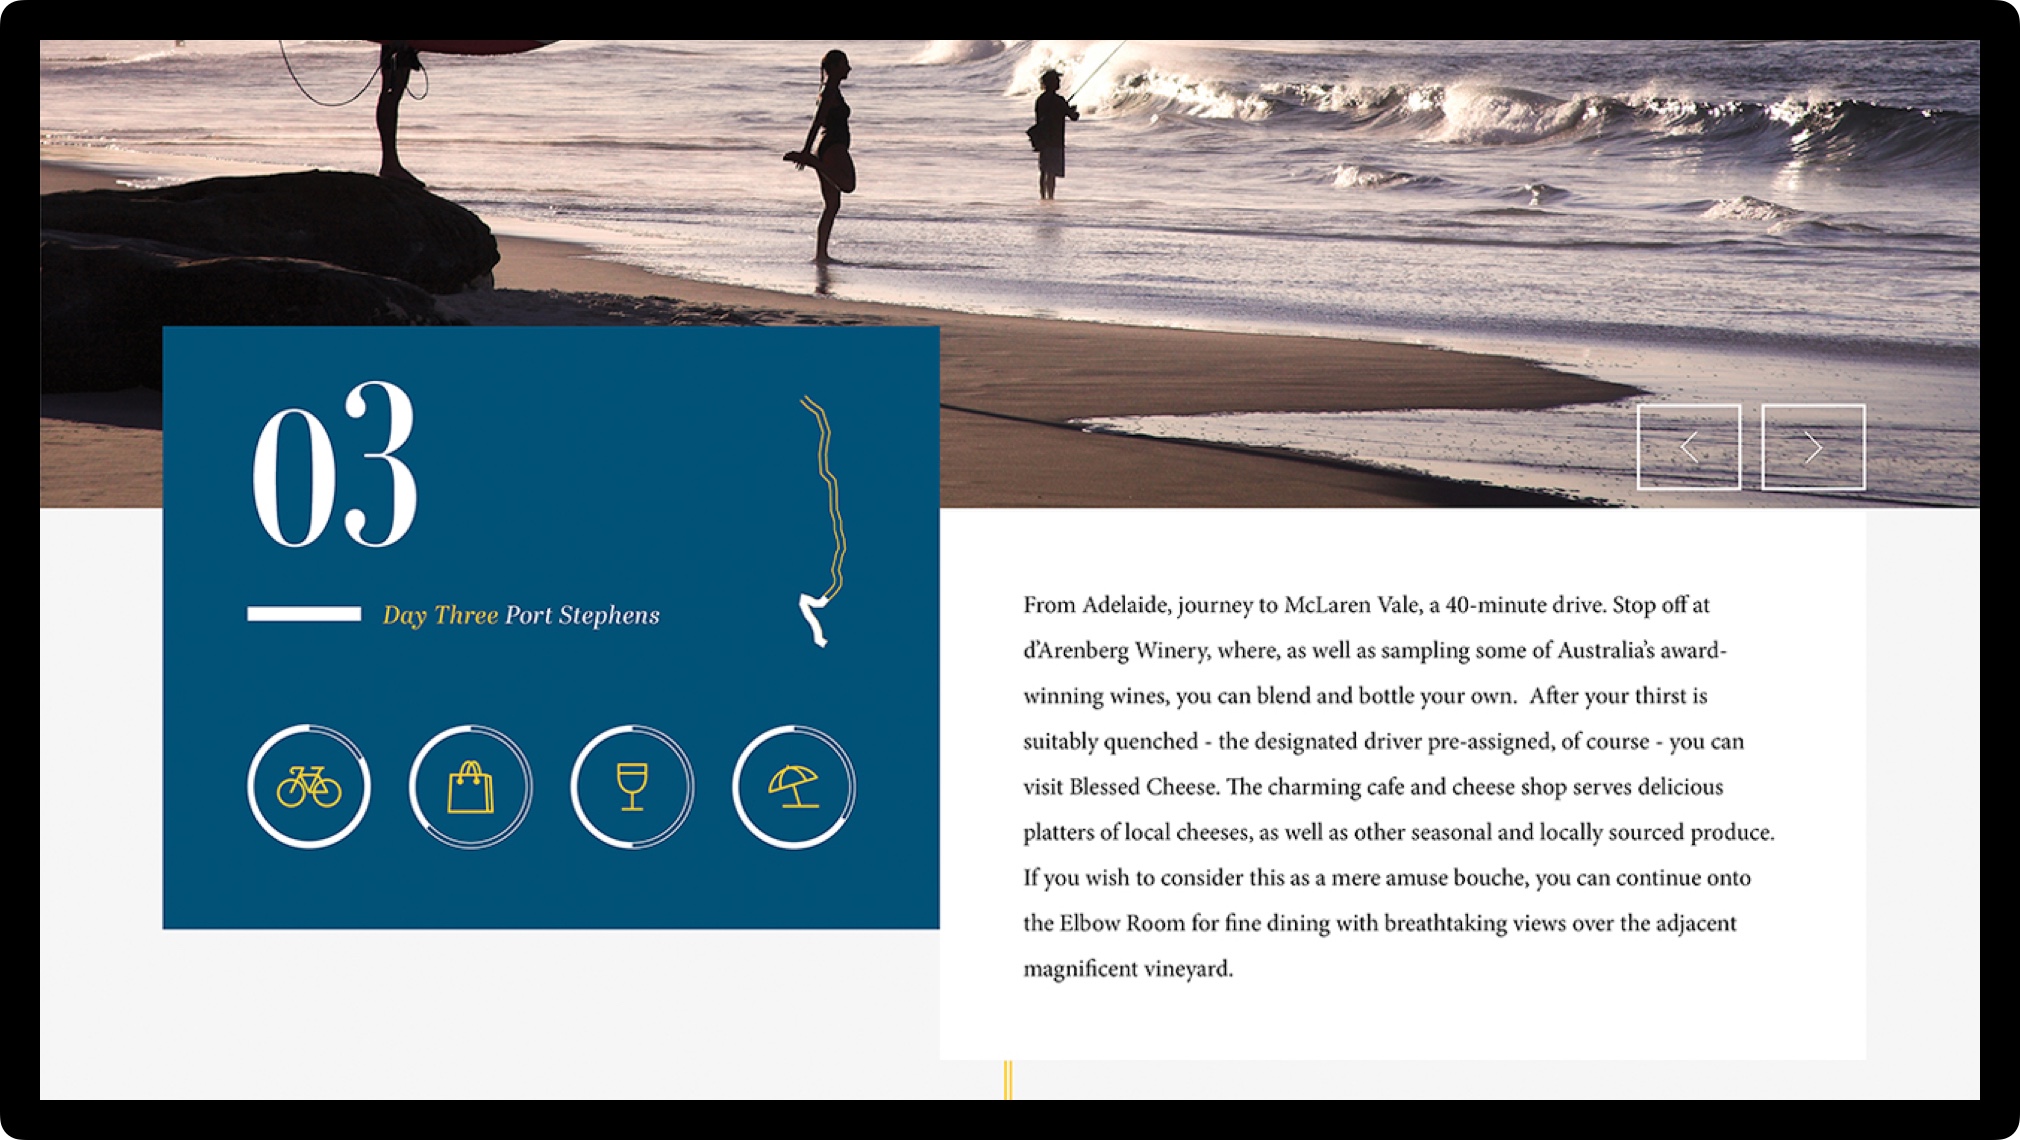 03
Day Three Port Stephens
From Adelaide, journey to McLaren Vale, a 40-minute drive. Stop off at
d’Arenberg Winery, where, as well as sampling some of Australia’s award-
winning wines, you can blend and bottle your own.  After your thirst is
suitably quenched - the designated driver pre-assigned, of course - you can
visit Blessed Cheese. The charming cafe and cheese shop serves delicious
platters of local cheeses, as well as other seasonal and locally sourced produce.
If you wish to consider this as a mere amuse bouche, you can continue onto
the Elbow Room for fine dining with breathtaking views over the adjacent
magnificent vineyard.